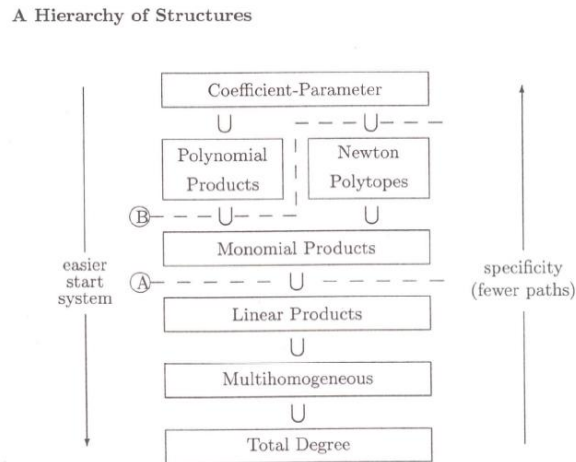 A Hierarchy of Structures
Coefficient-Parameter
∪
∪
Polynomial
Products
Newton
Polytopes
B
∪
∪
Monomial Products
easier
start
system
A
∪
specificity
(fewer paths)
Linear Products
∪
Multihomogeneous
∪
Total Degree